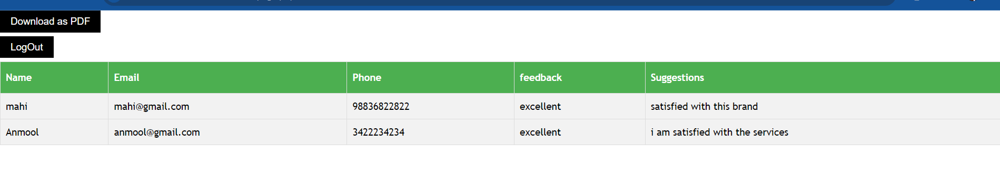 Download as PDF
LogOut
Name Email Phone feedback Suggestions
mahi mahi@gmail.com 98836822822 excellent satisfied with this brand
Anmool anmool@gmail.com 3422234234 excellent i am satisfied with the services